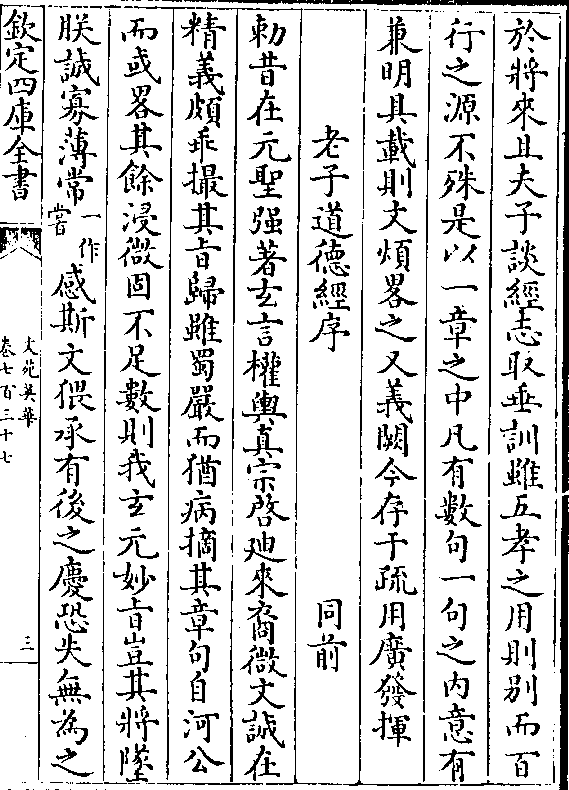 於將來且夫子談經志取垂訓雖五孝之用則别而百
行之源不殊是以一章之中凡有數句一句之内意有
兼明具載則文煩畧之又義闕今存于疏用廣發揮
老子道德經序 同前
勅昔在元聖强著玄言權輿真宗啓廸來裔微文誠在
精義頗乖撮其㫖歸雖蜀嚴而猶病摘其章句自河公
而或畧其餘浸微固不足數則我玄元妙㫖豈其將墜
朕誠寡薄常一作嘗感斯文猥承有後之慶恐失無為之
欽定四庫全書
文苑英華
卷七百三十七
三